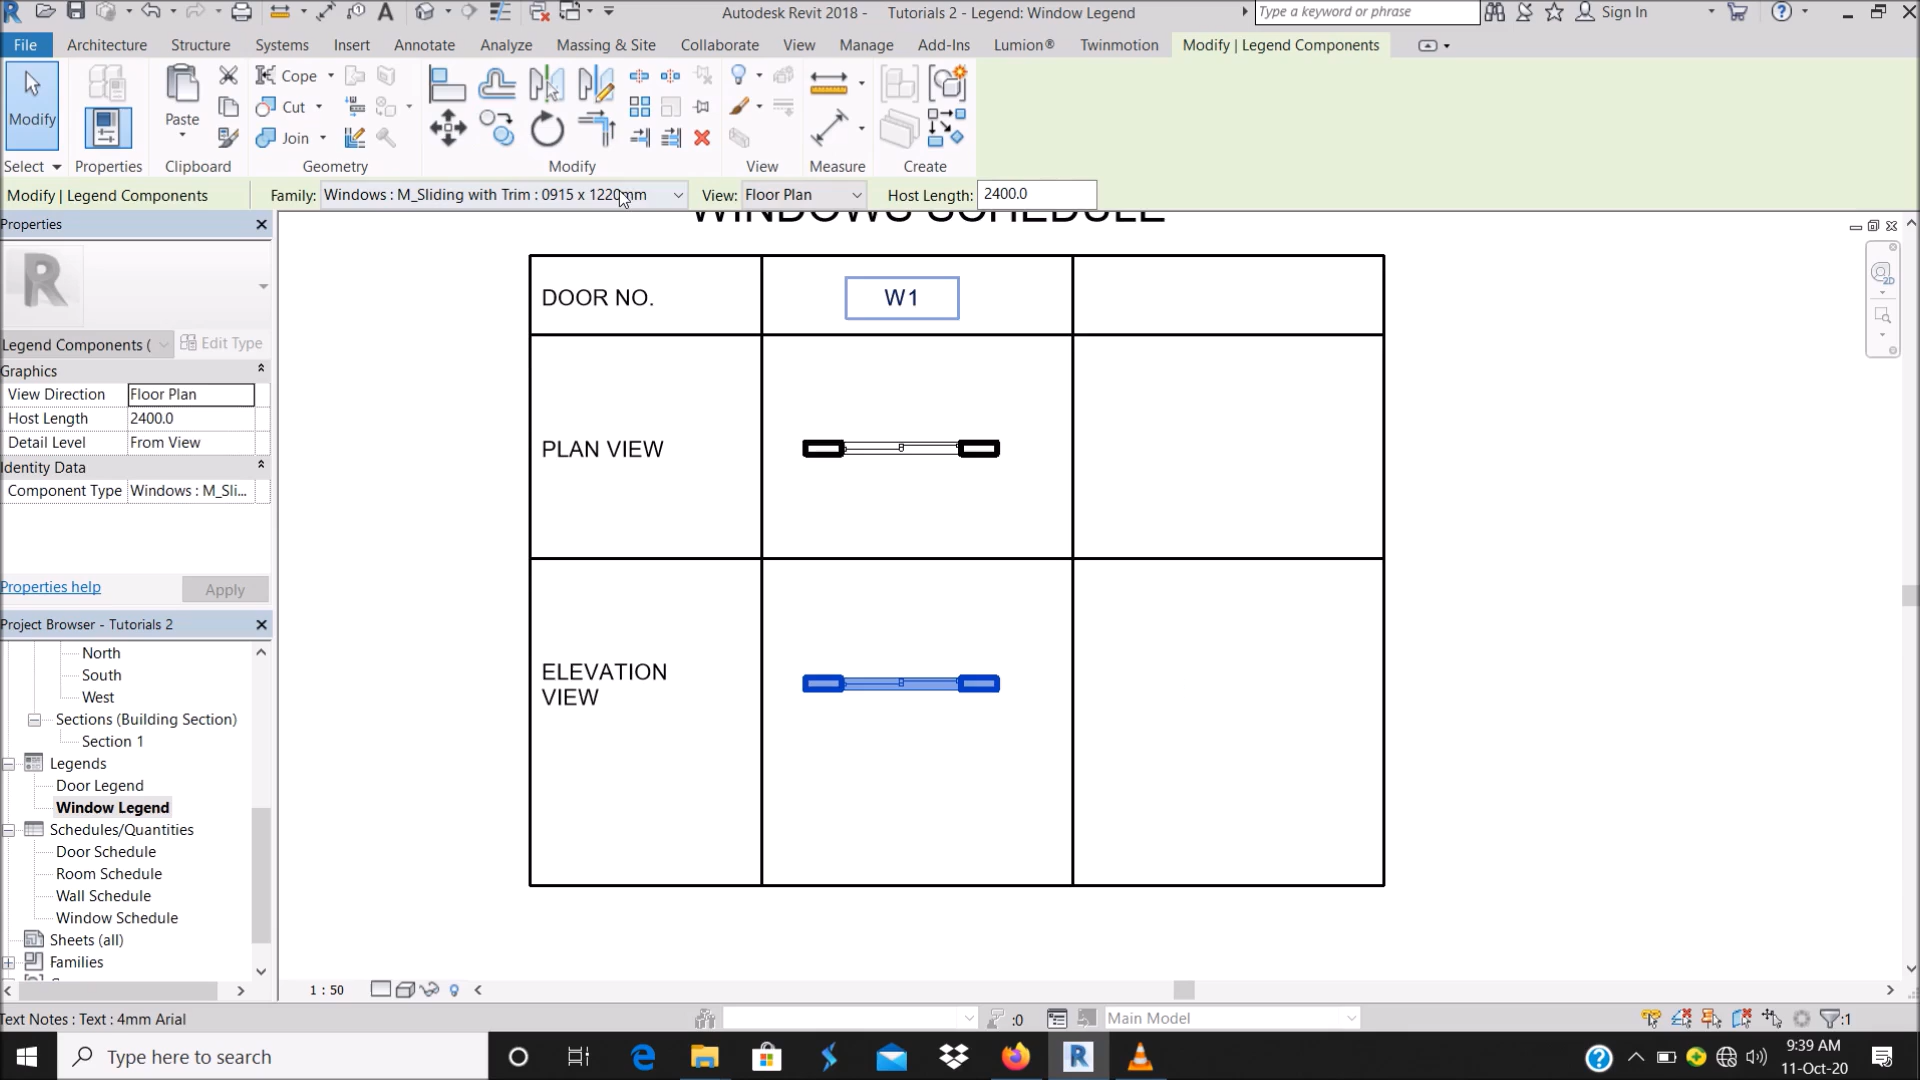 Autodesk Revit 2018 - Tutorials 2 - Legend: Window Legend
Type a keyword or phrase
Sign In
File Architecture Structure Systems Insert Annotate Analyze Massing & Site Collaborate View Manage Add-Ins Lumion® Twinmotion Modify | Legend Components
Modify
Paste
Cope
Cut
Join
Select Properties Clipboard Geometry Modify View Measure Create
Modify | Legend Components Family: Windows : M_Sliding with Trim : 0915 x 1220mm View: Floor Plan Host Length: 2400.0
Properties
Legend Components (
Edit Type
Graphics
View Direction Floor Plan
Host Length 2400.0
Detail Level From View
Identity Data
Component Type Windows : M_Sli...
Properties help
Apply
Project Browser - Tutorials 2
North
South
West
Sections (Building Section)
Section 1
Legends
Door Legend
Window Legend
Schedules/Quantities
Door Schedule
Room Schedule
Wall Schedule
Window Schedule
Sheets (all)
Families
WINDOWS SCHEDULE
DOOR NO. W1
PLAN VIEW
ELEVATION
VIEW
1 : 50
Text Notes : Text : 4mm Arial
:0
Main Model
:1
Type here to search
9:39 AM
11-Oct-20